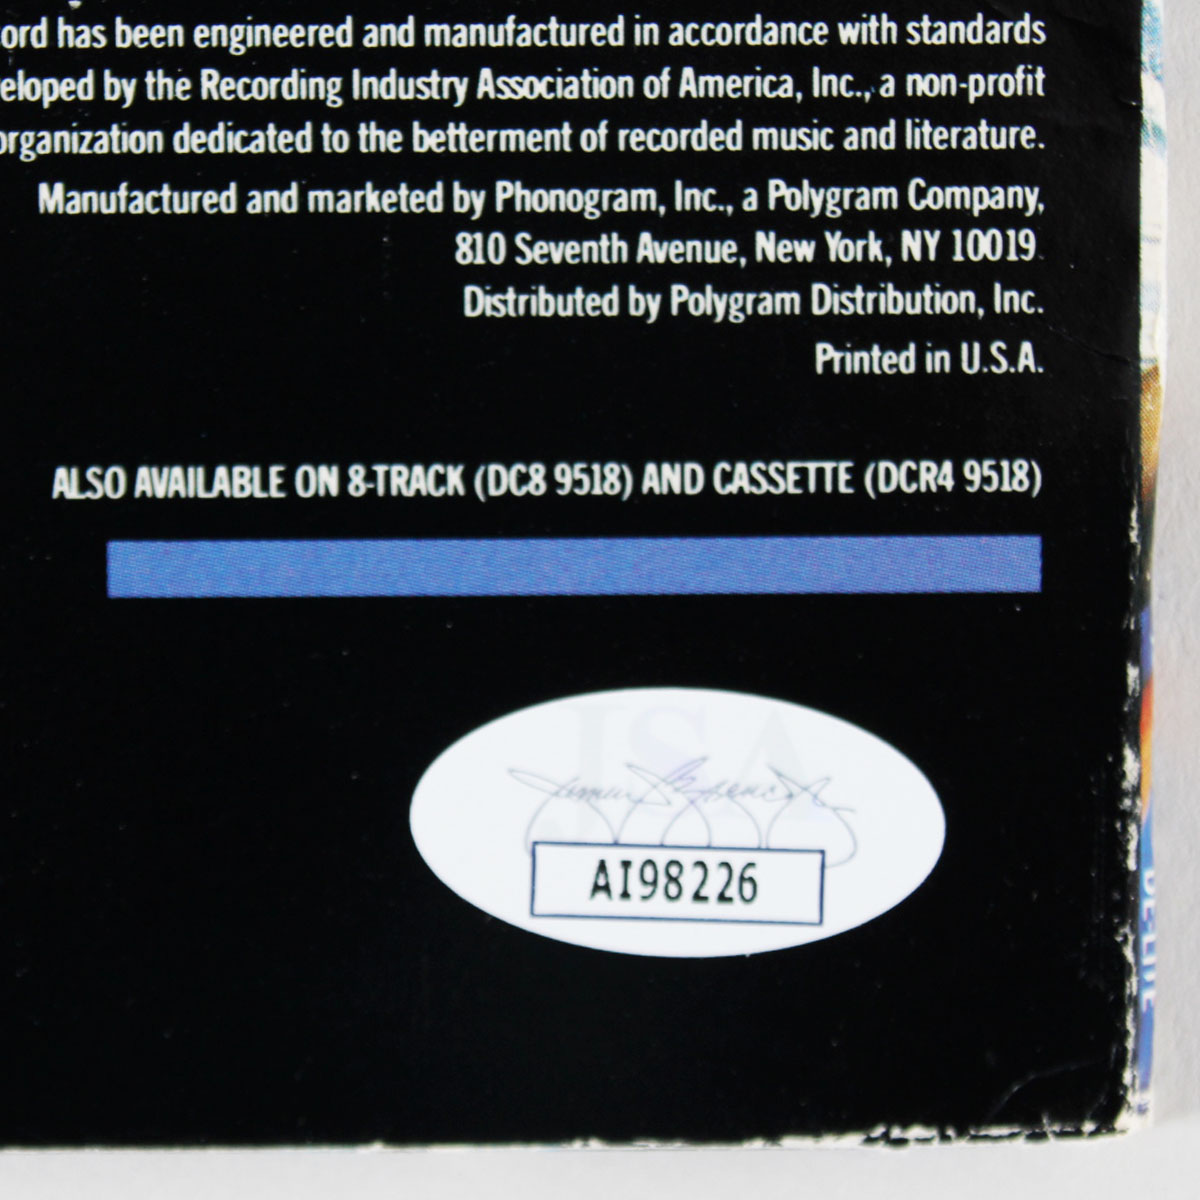 ord has been engineered and manufactured in accordance with standards
eloped by the Recording Industry Association of America, Inc., a non-profit
organization dedicated to the betterment of recorded music and literature.
Manufactured and marketed by Phonogram, Inc., a Polygram Company,
810 Seventh Avenue, New York, NY 10019
Distributed by Polygram Distribution, Inc.
Printed in U.S.A.
ALSO AVAILABLE ON 8-TRACK (DC8 9518) AND CASSETTE (DCR4 9518)
JSA
AI98226
DE-LITE